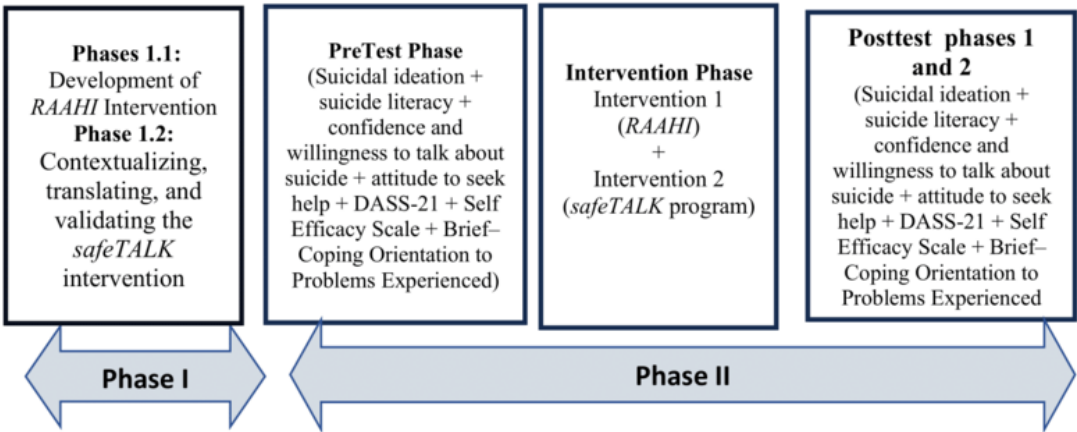 Phases 1.1:
Development of
RAAHI Intervention
Phase 1.2:
Contextualizing,
translating, and
validating the
safeTALK
intervention
PreTest Phase
(Suicidal ideation +
suicide literacy +
confidence and
willingness to talk about
suicide + attitude to seek
help + DASS-21 + Self
Efficacy Scale + Brief–
Coping Orientation to
Problems Experienced)
Intervention Phase
Intervention 1
(RAAHI)
+
Intervention 2
(safeTALK program)
Posttest phases 1
and 2
(Suicidal ideation +
suicide literacy +
confidence and
willingness to talk about
suicide + attitude to seek
help + DASS-21 + Self
Efficacy Scale + Brief–
Coping Orientation to
Problems Experienced
Phase I
Phase II